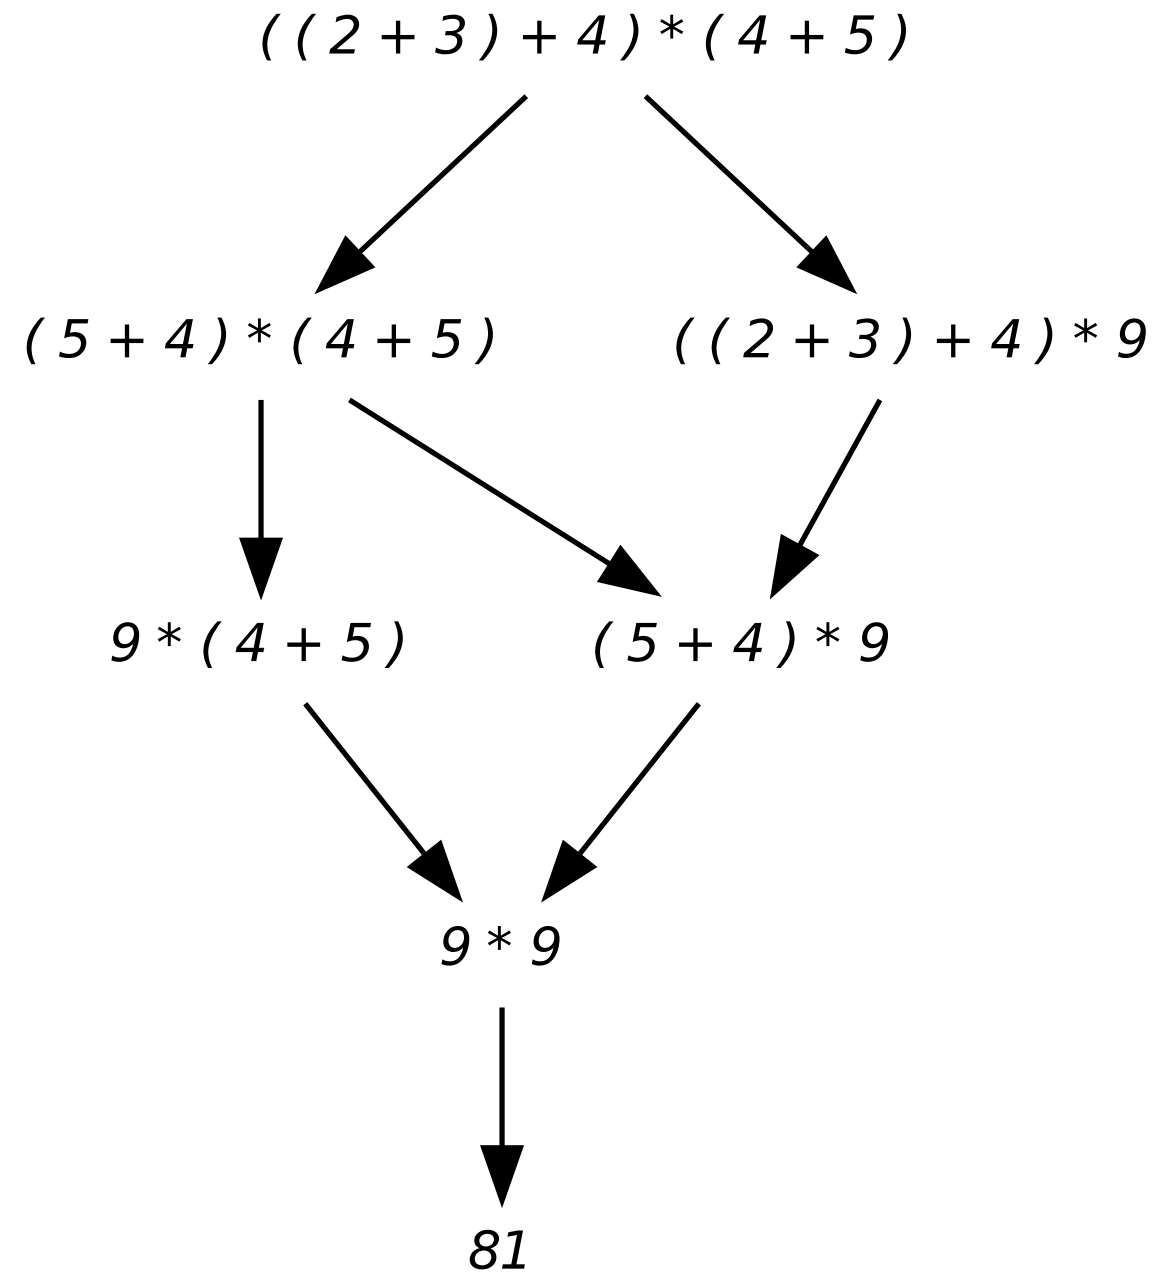 ( ( 2 + 3 ) + 4 ) * ( 4 + 5 )
( 5 + 4 ) * ( 4 + 5 )
( ( 2 + 3 ) + 4 ) * 9
9 * ( 4 + 5 )
( 5 + 4 ) * 9
9 * 9
81